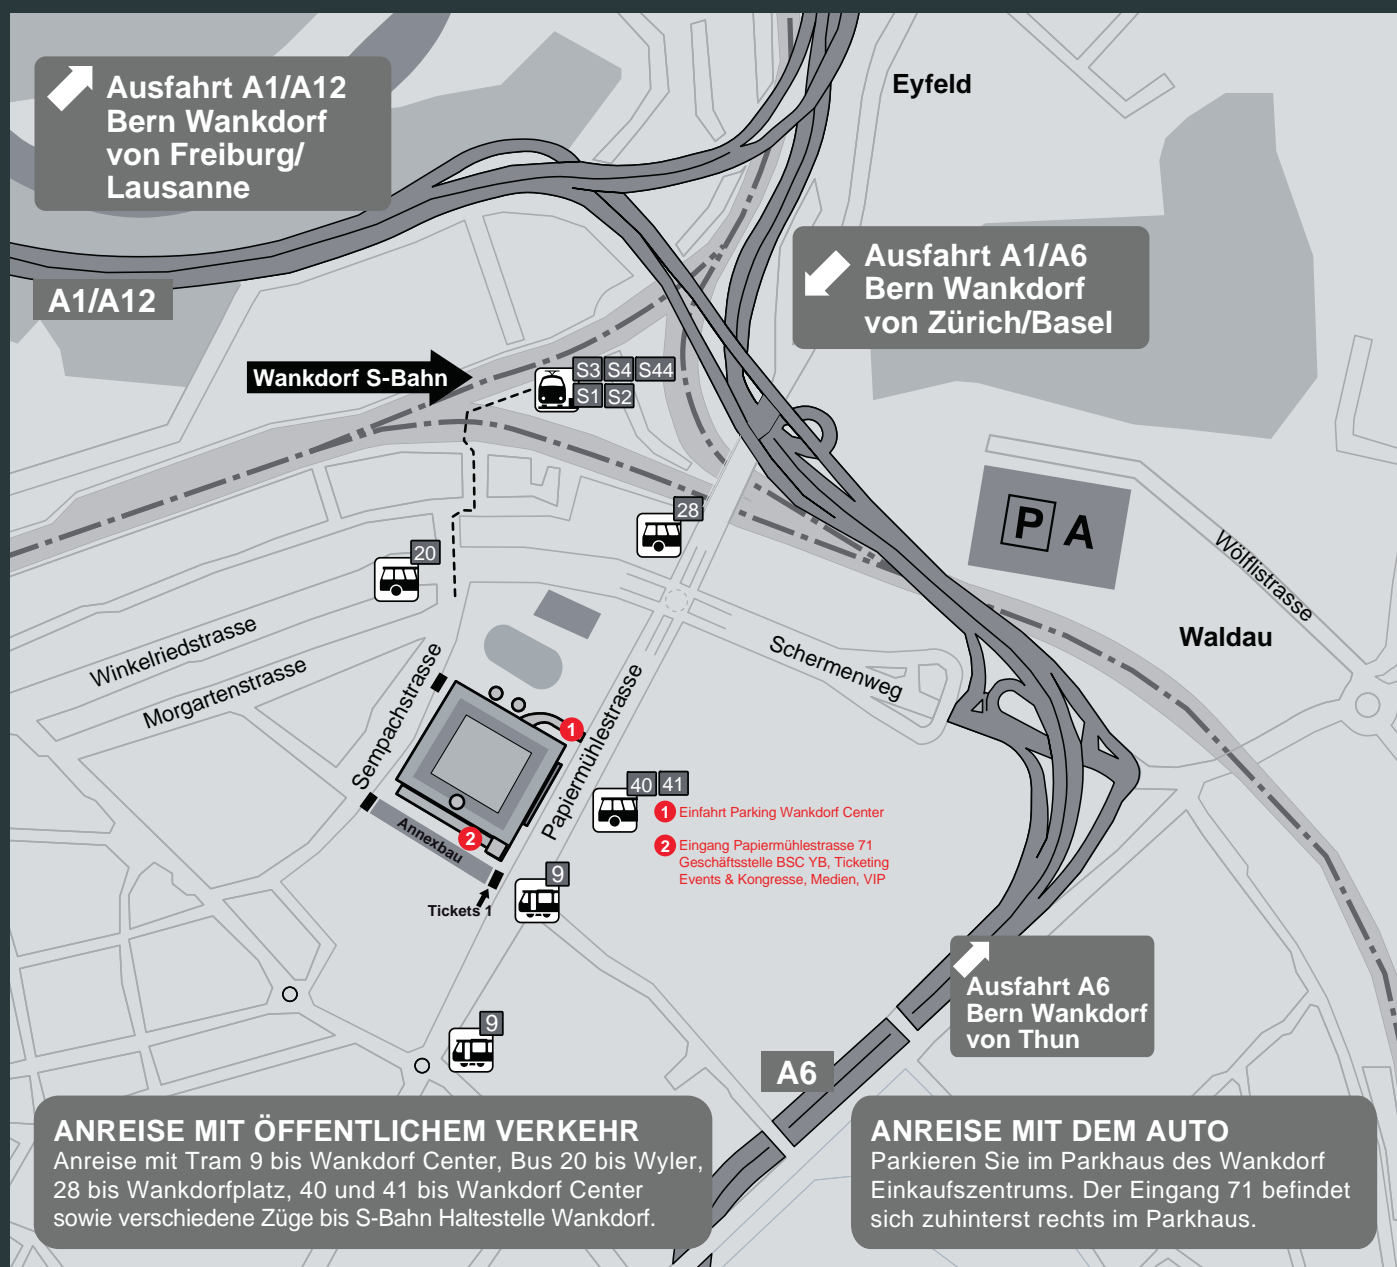 Ausfahrt A1/A12
Bern Wankdorf
von Freiburg/
Lausanne
A1/A12
Eyfeld
Ausfahrt A1/A6
Bern Wankdorf
von Zürich/Basel
Wankdorf S-Bahn
S3 S4 S44
S1 S2
P A
28
20
Wölflistrasse
Waldau
Winkelriedstrasse
Morgartenstrasse
Sempachstrasse
Schermenweg
Papiermühlestrasse
1
40 41
1 Einfahrt Parking Wankdorf Center
2
Annexbau
2 Eingang Papiermühlestrasse 71
Geschäftsstelle BSC YB, Ticketing
Events & Kongresse, Medien, VIP
9
Tickets 1
9
Ausfahrt A6
Bern Wankdorf
von Thun
A6
ANREISE MIT ÖFFENTLICHEM VERKEHR
Anreise mit Tram 9 bis Wankdorf Center, Bus 20 bis Wyler,
28 bis Wankdorfplatz, 40 und 41 bis Wankdorf Center
sowie verschiedene Züge bis S-Bahn Haltestelle Wankdorf.
ANREISE MIT DEM AUTO
Parkieren Sie im Parkhaus des Wankdorf
Einkaufszentrums. Der Eingang 71 befindet
sich zuhinterst rechts im Parkhaus.